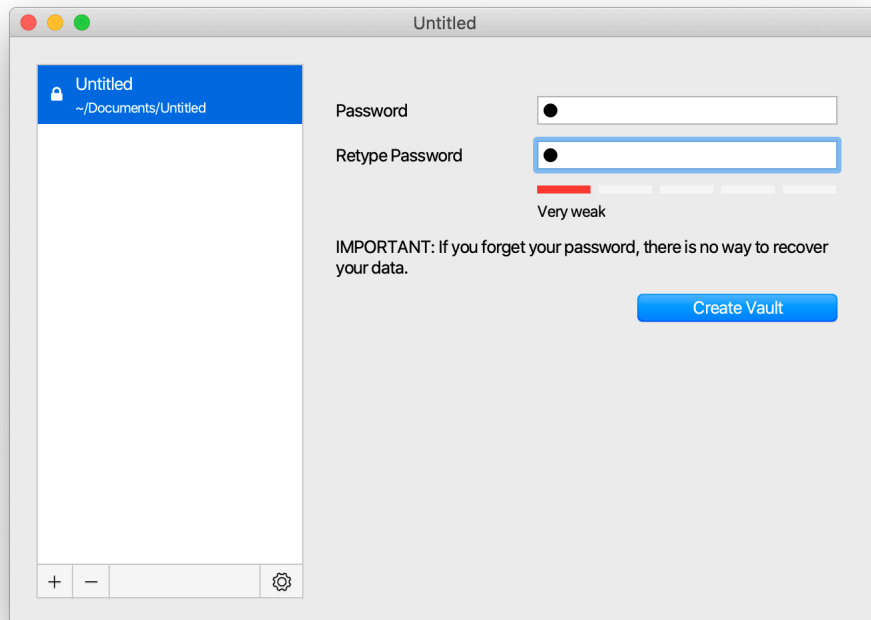 Untitled
Untitled
~/Documents/Untitled
Password
Retype Password
Very weak
IMPORTANT: If you forget your password, there is no way to recover
your data.
Create Vault